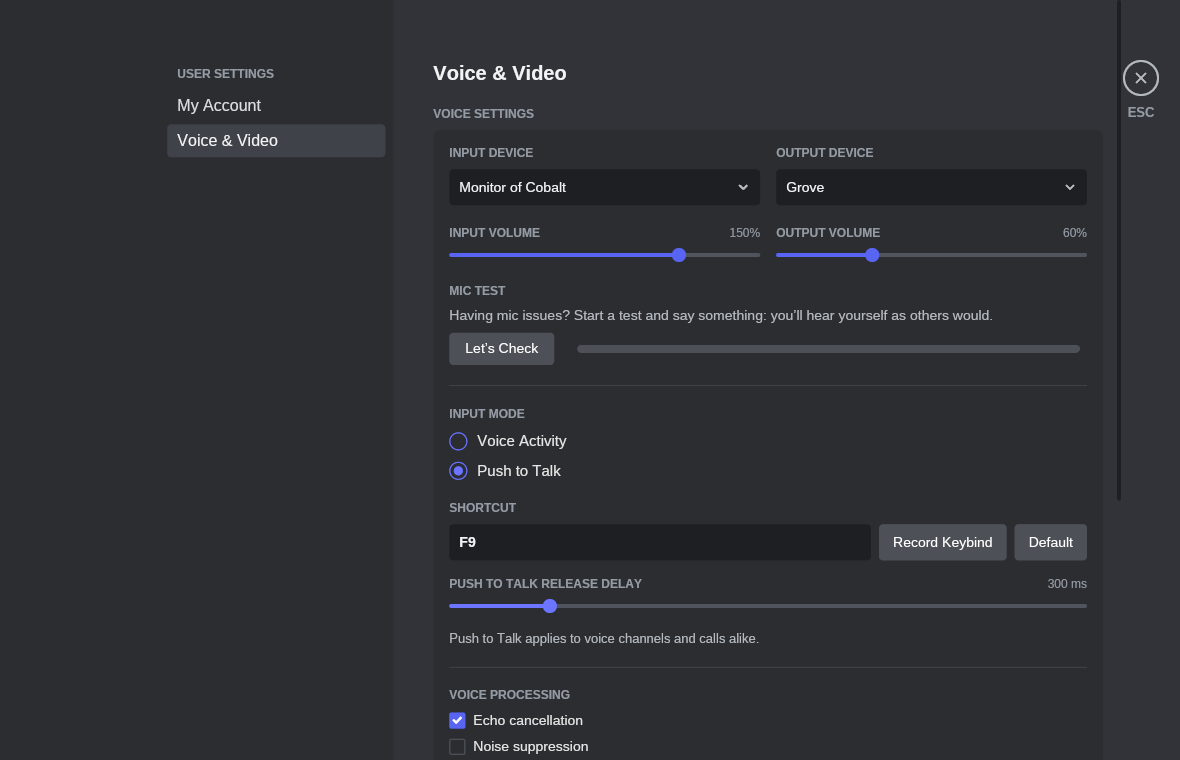 USER SETTINGS
My Account
Voice & Video
Voice & Video
ESC
VOICE SETTINGS
INPUT DEVICE
OUTPUT DEVICE
Monitor of Cobalt
Grove
INPUT VOLUME
150%
OUTPUT VOLUME
60%
MIC TEST
Having mic issues? Start a test and say something: you’ll hear yourself as others would.
Let’s Check
INPUT MODE
Voice Activity
Push to Talk
SHORTCUT
F9
Record Keybind
Default
PUSH TO TALK RELEASE DELAY
300 ms
Push to Talk applies to voice channels and calls alike.
VOICE PROCESSING
Echo cancellation
Noise suppression